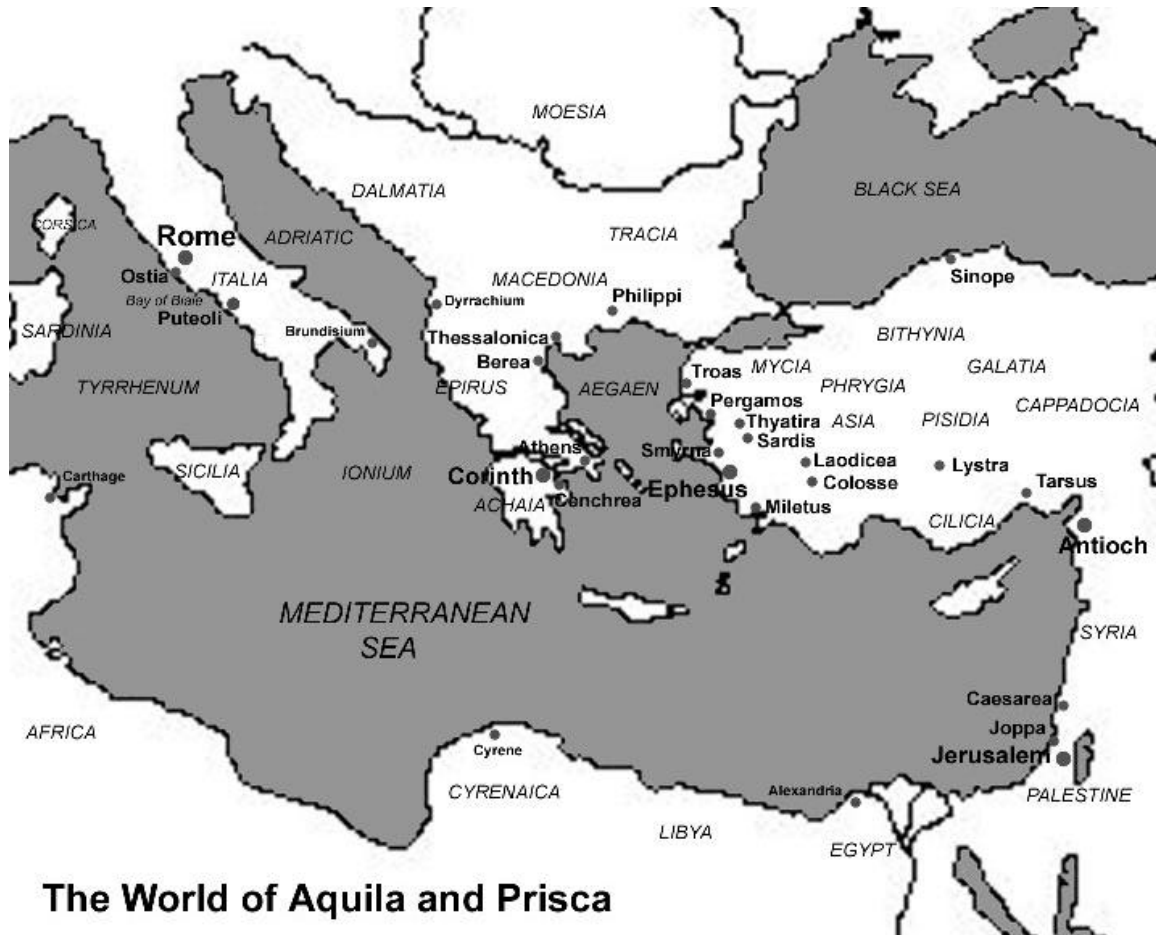 MOESIA
DALMATIA
BLACK SEA
CORSICA
Rome
ADRIATIC
TRACIA
Ostia
ITALIA
MACEDONIA
Sinope
Bay of Biale
Puteoli
Dyrrachium
Philippi
SARDINIA
Brundisium
Thessalonica
BITHYNIA
Berea
TYRRHENUM
EPIRUS
AEGAEN
Troas
MYCIA
PHRYGIA
GALATIA
Pergamos
CAPPADOCIA
Thyatira
ASIA
PISIDIA
Sardis
Athens
Smyrna
SICILIA
IONIUM
Laodicea
Lystra
Carthage
Corinth
Ephesus
Colosse
Tarsus
ACHAIA
Cenchrea
Miletus
CILICIA
Antioch
MEDITERRANEAN
SEA
SYRIA
Caesarea
AFRICA
Joppa
Cyrene
Jerusalem
CYRENAICA
Alexandria
PALESTINE
LIBYA
EGYPT
The World of Aquila and Prisca